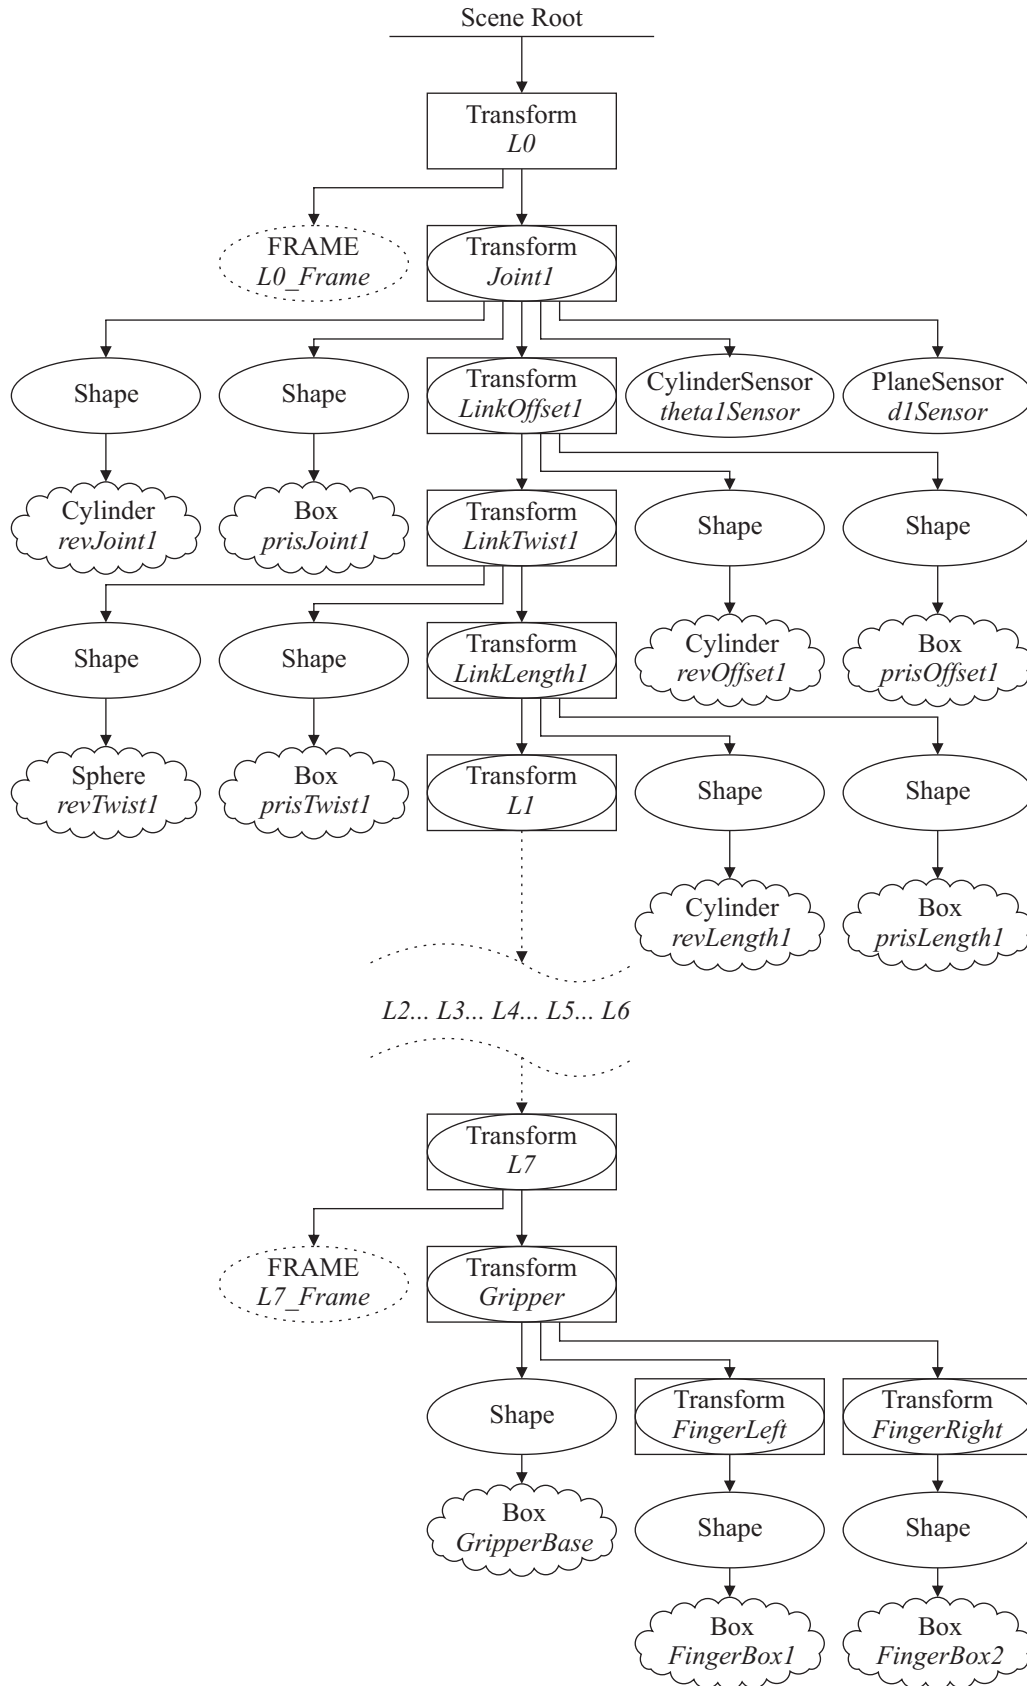 Scene Root
Transform
L0
FRAME
L0_Frame
Transform
Joint1
Shape
Shape
Transform
LinkOffset1
CylinderSensor
theta1Sensor
PlaneSensor
d1Sensor
Cylinder
revJoint1
Box
prisJoint1
Transform
LinkTwist1
Shape
Shape
Shape
Shape
Transform
LinkLength1
Cylinder
revOffset1
Box
prisOffset1
Sphere
revTwist1
Box
prisTwist1
Transform
L1
Shape
Shape
Cylinder
revLength1
Box
prisLength1
L2... L3... L4... L5... L6
Transform
L7
FRAME
L7_Frame
Transform
Gripper
Shape
Transform
FingerLeft
Transform
FingerRight
Box
GripperBase
Shape
Shape
Box
FingerBox1
Box
FingerBox2